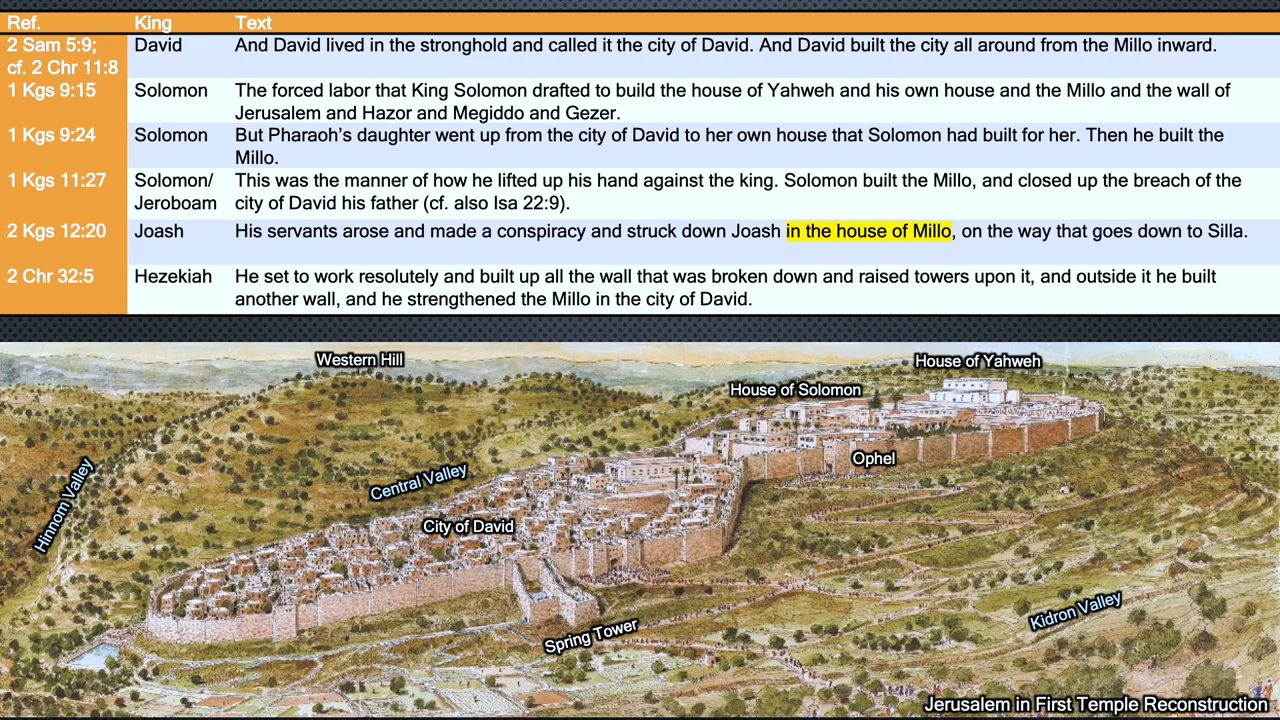 Ref. King Text
2 Sam 5:9; David And David lived in the stronghold and called it the city of David. And David built the city all around from the Millo inward.
cf. 2 Chr 11:8
1 Kgs 9:15 Solomon The forced labor that King Solomon drafted to build the house of Yahweh and his own house and the Millo and the wall of
Jerusalem and Hazor and Megiddo and Gezer.
1 Kgs 9:24 Solomon But Pharaoh’s daughter went up from the city of David to her own house that Solomon had built for her. Then he built the
Millo.
1 Kgs 11:27 Solomon/ This was the manner of how he lifted up his hand against the king. Solomon built the Millo, and closed up the breach of the
Jeroboam city of David his father (cf. also Isa 22:9).
2 Kgs 12:20 Joash His servants arose and made a conspiracy and struck down Joash in the house of Millo, on the way that goes down to Silla.
2 Chr 32:5 Hezekiah He set to work resolutely and built up all the wall that was broken down and raised towers upon it, and outside it he built
another wall, and he strengthened the Millo in the city of David.
Western Hill
House of Yahweh
House of Solomon
Ophel
Central Valley
Hinnom Valley
City of David
Kidron Valley
Spring Tower
Jerusalem in First Temple Reconstruction